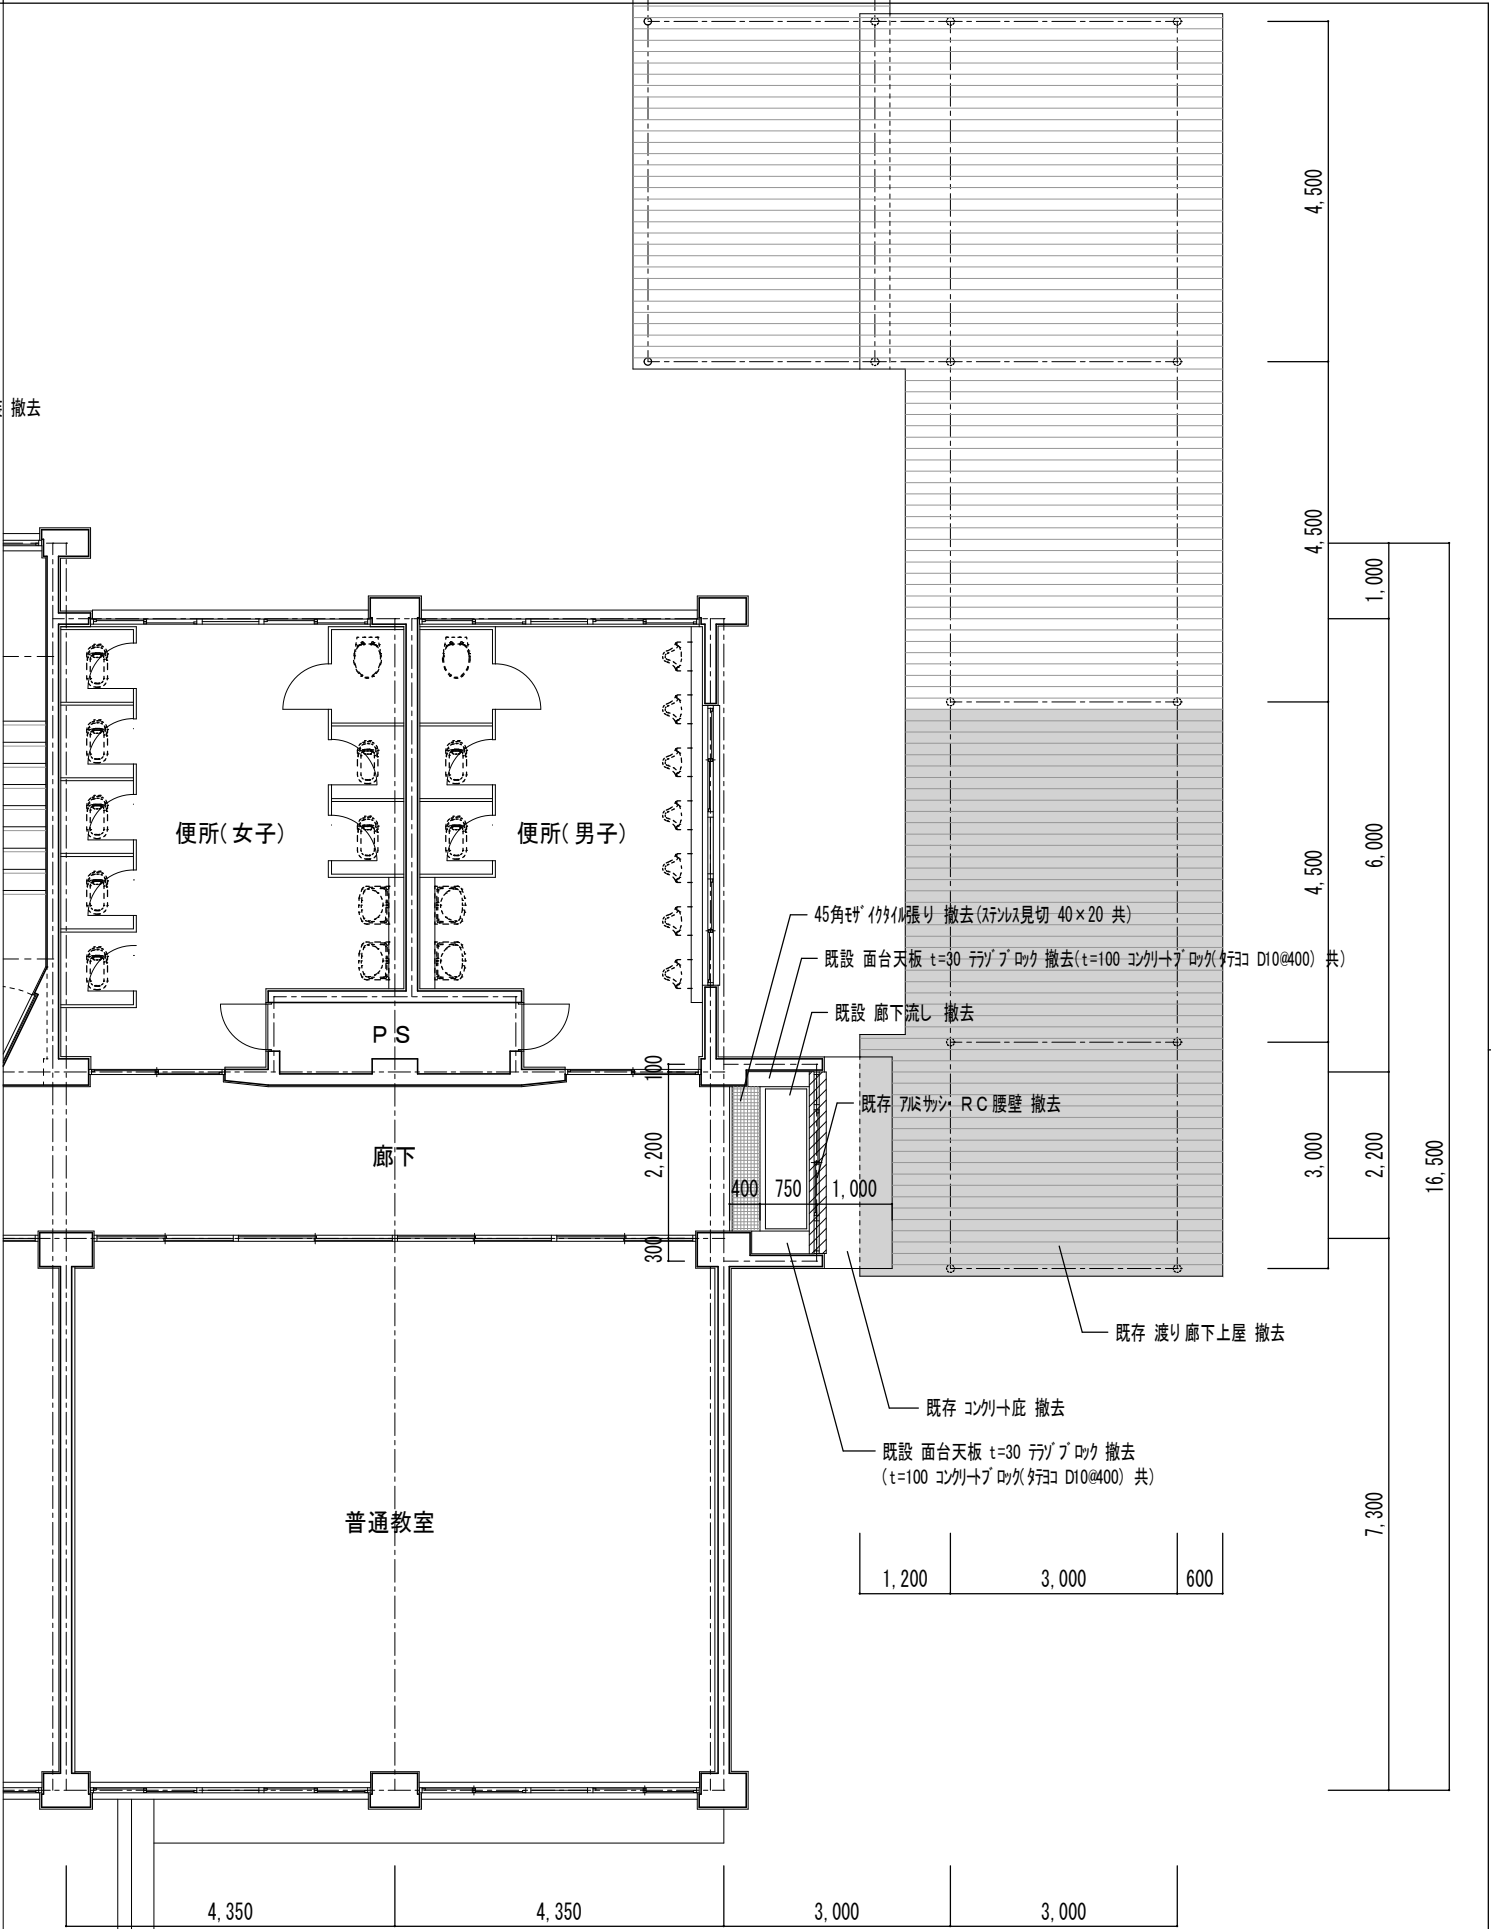 撤去
4,500
4,500
1,000
便所(女子)
便所(男子)
4,500
6,000
45角モザイクタイル張り 撤去(ステンレス見切 40×20 共)
既設 面台天板 t=30 テラゾブロック 撤去(t=100 コンクリートブロック(タテヨコ D10@400) 共)
既設 廊下流し 撤去
PS
100
既存 アルミサッシ・RC腰壁 撤去
廊下
2,200
3,000
2,200
16,500
400
750
1,000
300
既存 渡り廊下上屋 撤去
既存 コンクリート庇 撤去
既設 面台天板 t=30 テラゾブロック 撤去
(t=100 コンクリートブロック(タテヨコ D10@400) 共)
普通教室
7,300
1,200
3,000
600
4,350
4,350
3,000
3,000